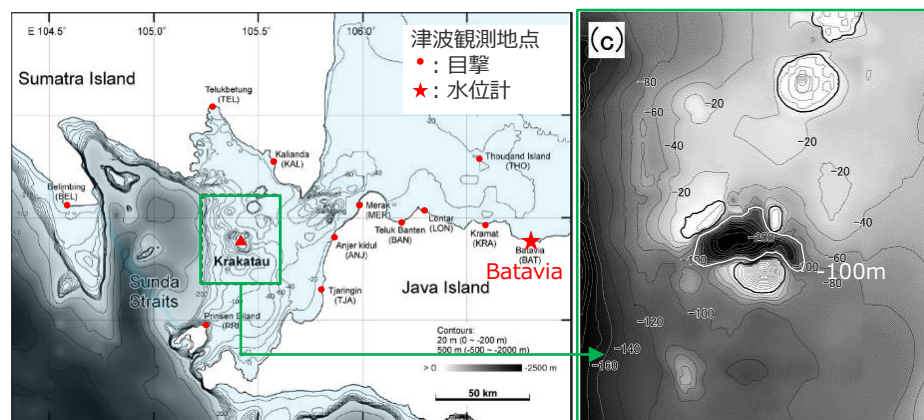 E 104.5
105.0
105.5
106.0
Sumatra Island
津波観測地点
●：目撃
★：水位計
Telukbetung
(TEL)
Kalianda
(KAL)
Thoudand Island
(THO)
Belimbing
(BEL)
Merak
(MER)
Lontar
(LON)
Teluk Banten
(BAN)
Kramat
(KRA)
Anjer kidul
(ANJ)
Batavia
(BAT)
Batavia
Krakatau
Sunda
Straits
Java Island
Tjaringin
(TJA)
(PRI)
Contours:
20 m (0 ~ -200 m)
500 m (-500 ~ -2000 m)
> 0
-2500 m
50 km
(c)
-80
-60
-40
-20
-20
-20
-20
-20
-40
-200
-60
-100m
-80
-100
-120
-140
-160